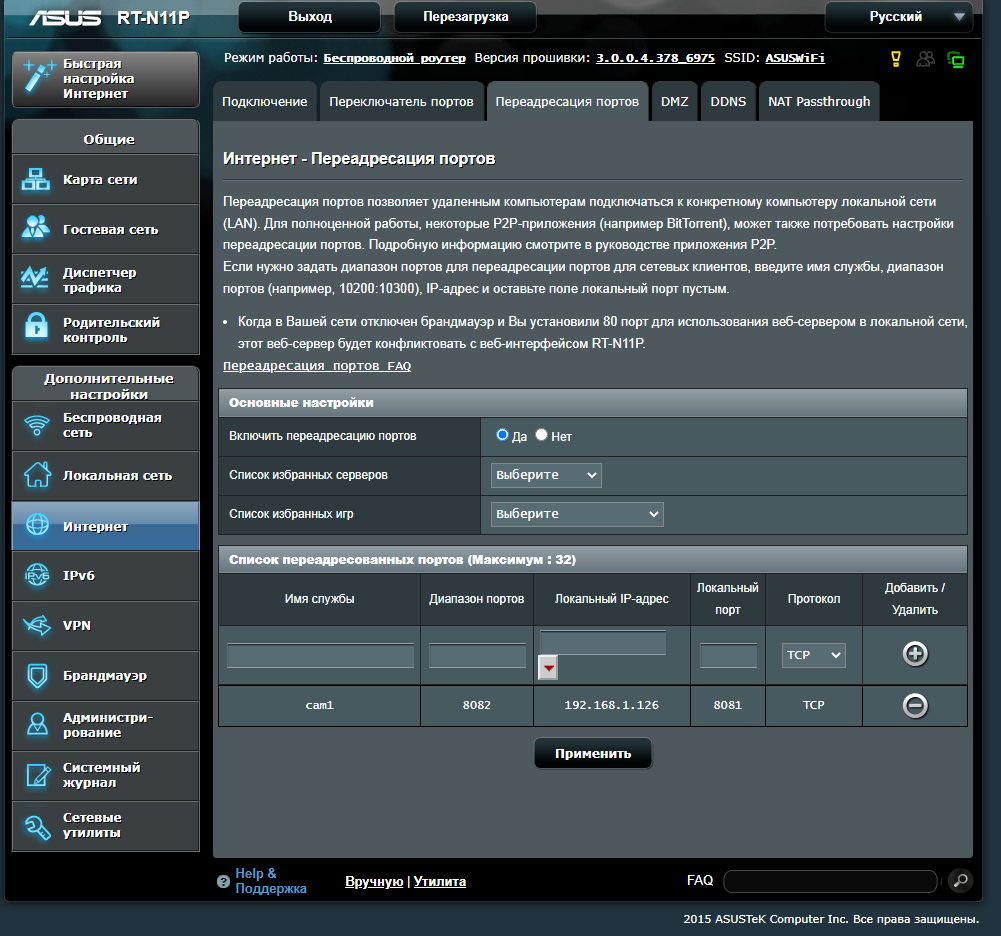 ASUS RT-N11P Выход Перезагрузка Русский
Быстрая
настройка
Интернет
Режим работы: Беспроводной роутер Версия прошивки: 3.0.0.4.378_6975 SSID: ASUSWiFi
Общие
Карта сети
Гостевая сеть
Диспетчер
трафика
Родительский
контроль
Дополнительные
настройки
Беспроводная
сеть
Локальная сеть
Интернет
IPv6
IPv6
VPN
Брандмауэр
Администри-
рование
Системный
журнал
Сетевые
утилиты
Подключение Переключатель портов Переадресация портов DMZ DDNS NAT Passthrough
Интернет - Переадресация портов
Переадресация портов позволяет удаленным компьютерам подключаться к конкретному компьютеру локальной сети
(LAN). Для полноценной работы, некоторые P2P-приложения (например BitTorrent), может также потребовать настройки
переадресации портов. Подробную информацию смотрите в руководстве приложения P2P.
Если нужно задать диапазон портов для переадресации портов для сетевых клиентов, введите имя службы, диапазон
портов (например, 10200:10300), IP-адрес и оставьте поле локальный порт пустым.
• Когда в Вашей сети отключен брандмауэр и Вы установили 80 порт для использования веб-сервером в локальной сети,
этот веб-сервер будет конфликтовать с веб-интерфейсом RT-N11P.
Переадресация портов FAQ
Основные настройки
Включить переадресацию портов Да Нет
Список избранных серверов Выберите
Список избранных игр Выберите
Список переадресованных портов (Максимум : 32)
Имя службы Диапазон портов Локальный IP-адрес Локальный
порт Протокол Добавить /
Удалить
TCP
cam1 8082 192.168.1.126 8081 TCP
Применить
Help &
Поддержка
Вручную | Утилита
FAQ
2015 ASUSTeK Computer Inc. Все права защищены.